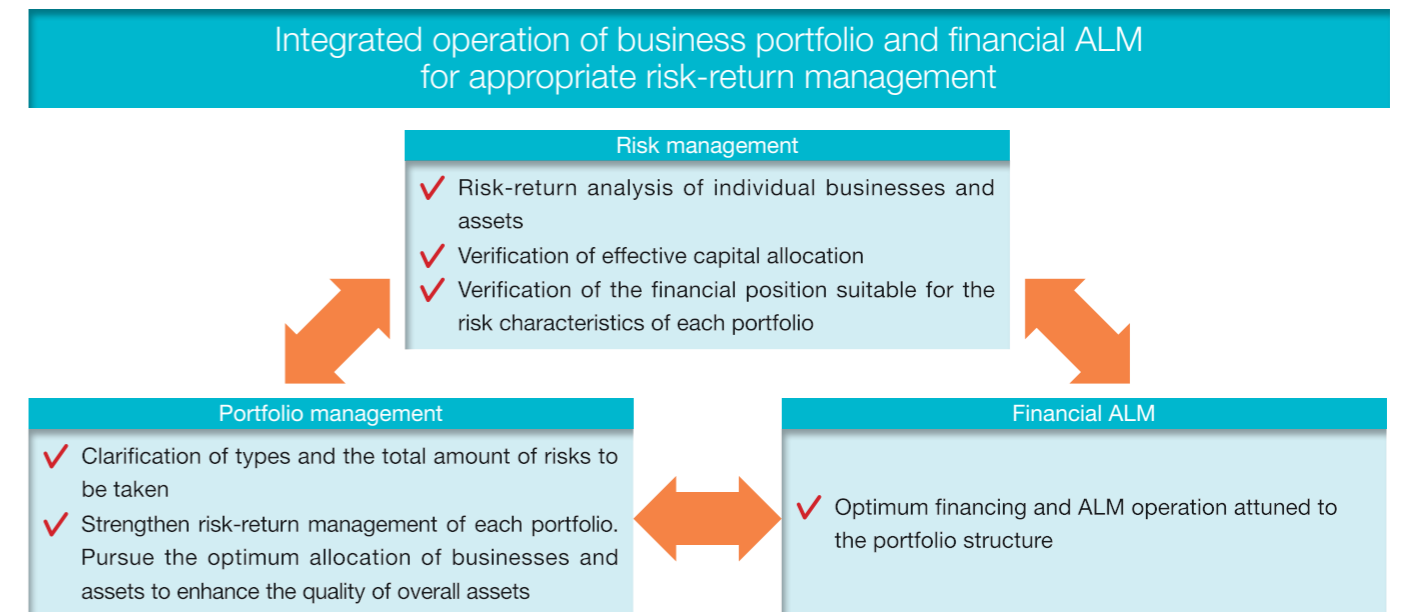 Integrated operation of business portfolio and financial ALM
for appropriate risk-return management
Risk management
Risk-return analysis of individual businesses and
assets
Verification of effective capital allocation
Verification of the financial position suitable for the
risk characteristics of each portfolio
Portfolio management
Clarification of types and the total amount of risks to
be taken
Strengthen risk-return management of each portfolio.
Pursue the optimum allocation of businesses and
assets to enhance the quality of overall assets
Financial ALM
Optimum financing and ALM operation attuned to
the portfolio structure